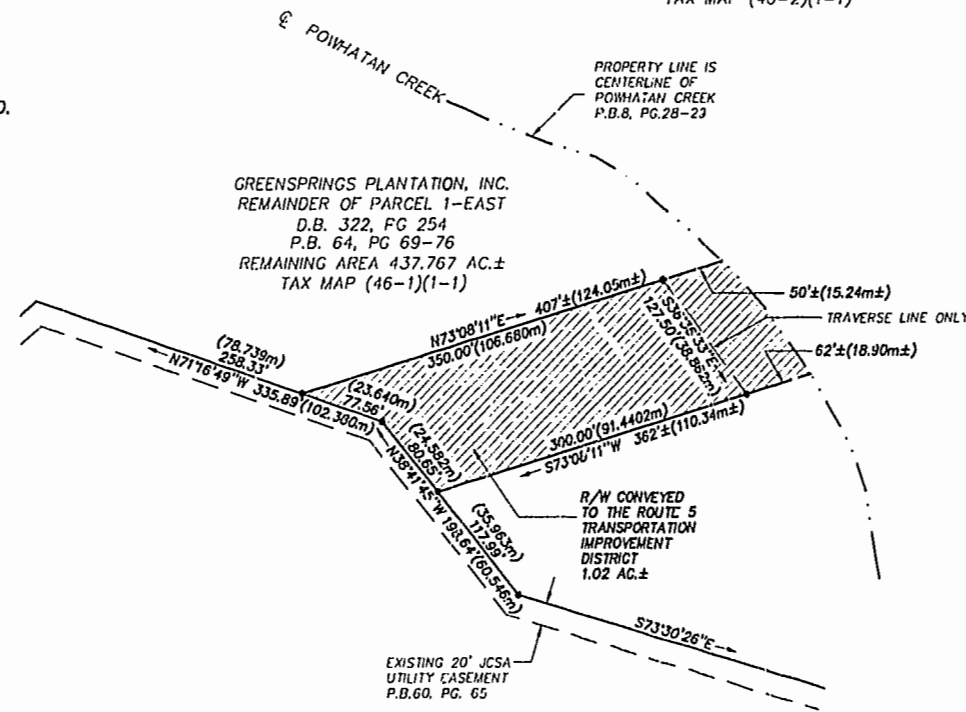 TAX MAP (46-2)(1-1)
℄ POWHATAN CREEK
PROPERTY LINE IS
CENTERLINE OF
POWHATAN CREEK
P.B.8, PG.28-23
GREENSPRINGS PLANTATION, INC.
REMAINDER OF PARCEL 1-EAST
D.B. 322, PG 254
P.B. 64, PG 69-76
REMAINING AREA 437.767 AC.±
TAX MAP (46-1)(1-1)
N73°08'11"E 407'±(124.05m±)
350.00'(106.680m)
50'±(15.24m±)
TRAVERSE LINE ONLY
62'±(18.90m±)
127.50'(38.862m)
(78.739m)
258.33'
N71°16'49"W 335.89'(102.380m)
(23.640m)
77.56'
(24.582m)
80.65'
N38°41'45"W 198.64'(60.546m)
300.00'(91.4402m)
362'±(110.34m±)
(35.963m)
117.99'
R/W CONVEYED
TO THE ROUTE 5
TRANSPORTATION
IMPROVEMENT
DISTRICT
1.02 AC.±
S73°30'26"E
EXISTING 20' JCSA
UTILITY EASEMENT
P.B.60, PG. 65